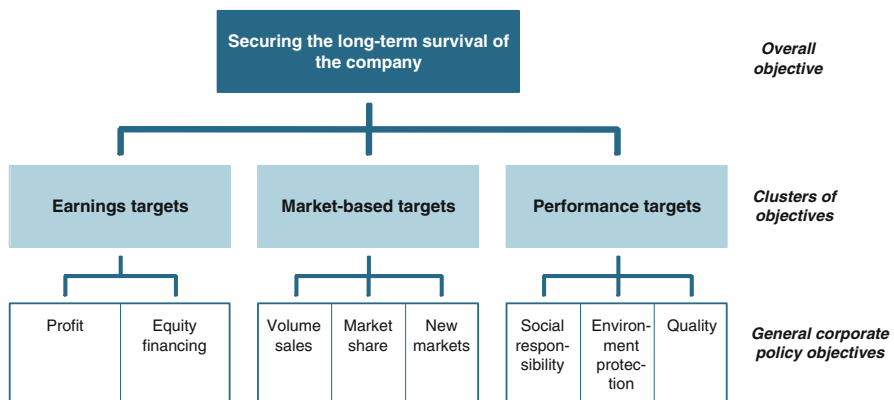 Securing the long-term survival of
the company
Overall
objective
Earnings targets
Market-based targets
Performance targets
Clusters of
objectives
Profit
Equity
financing
Volume
sales
Market
share
New
markets
Social
respon-
sibility
Environ-
ment
protec-
tion
Quality
General corporate
policy objectives